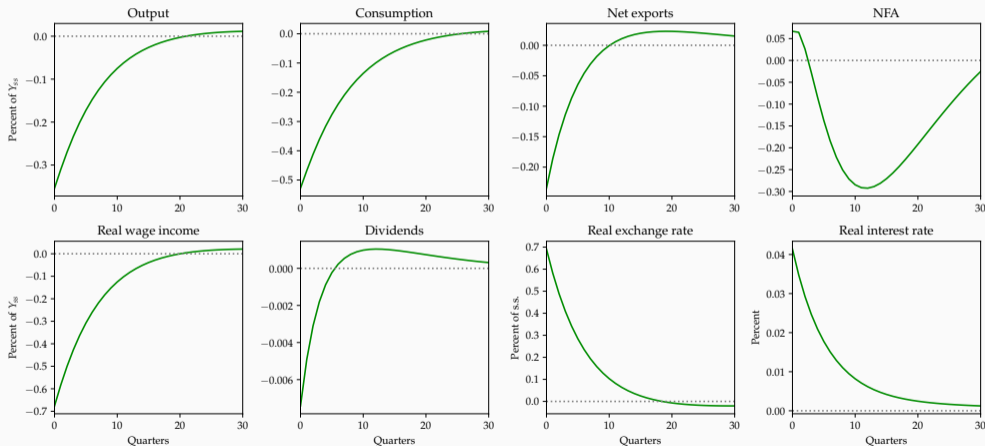 Output
Consumption
Net exports
NFA
Percent of Y_ss
0.0
−0.1
−0.2
−0.3
0 10 20 30
0.0
−0.1
−0.2
−0.3
−0.4
−0.5
0 10 20 30
0.00
−0.05
−0.10
−0.15
−0.20
0 10 20 30
0.05
0.00
−0.05
−0.10
−0.15
−0.20
−0.25
−0.30
0 10 20 30
Real wage income
Dividends
Real exchange rate
Real interest rate
Percent of Y_ss
0.0
−0.1
−0.2
−0.3
−0.4
−0.5
−0.6
−0.7
0 10 20 30
Quarters
0.000
−0.002
−0.004
−0.006
0 10 20 30
Quarters
Percent of s.s.
0.7
0.6
0.5
0.4
0.3
0.2
0.1
0.0
0 10 20 30
Quarters
Percent
0.04
0.03
0.02
0.01
0.00
0 10 20 30
Quarters